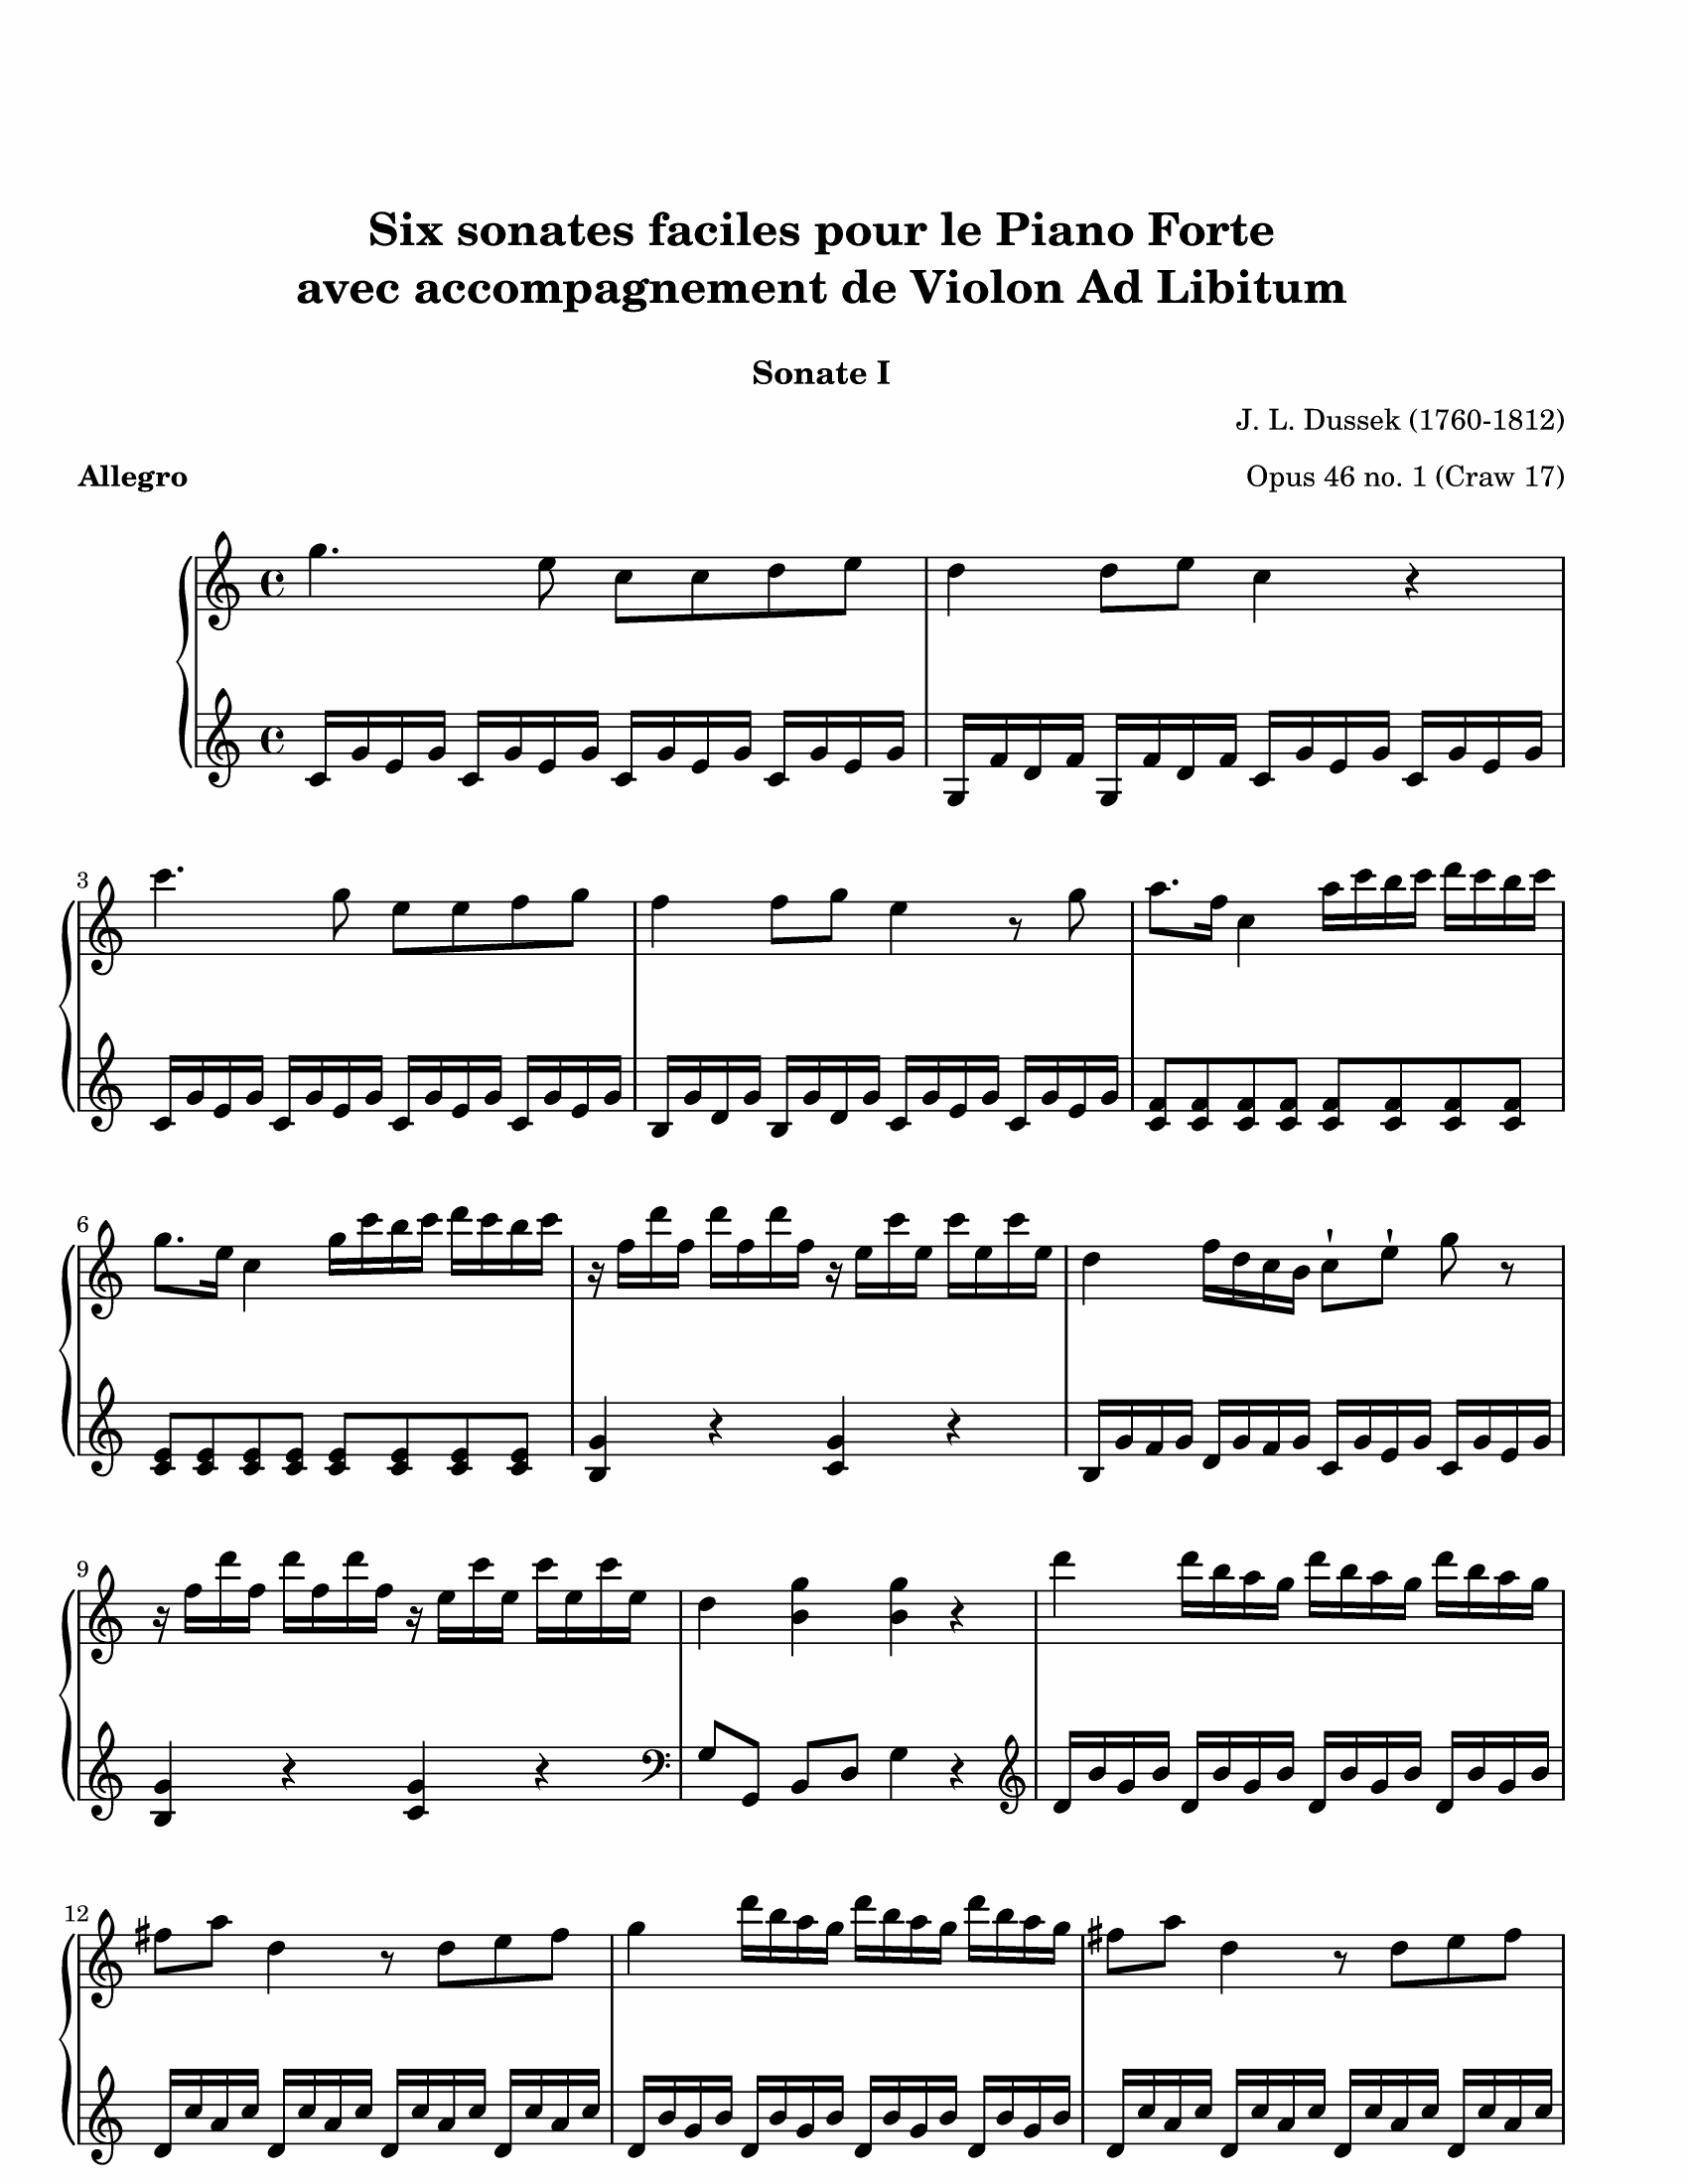 Six sonates faciles pour le Piano Forte
avec accompagnement de Violon Ad Libitum
Sonate I
J. L. Dussek (1760-1812)
Allegro
Opus 46 no. 1 (Craw 17)
3
6
9
12